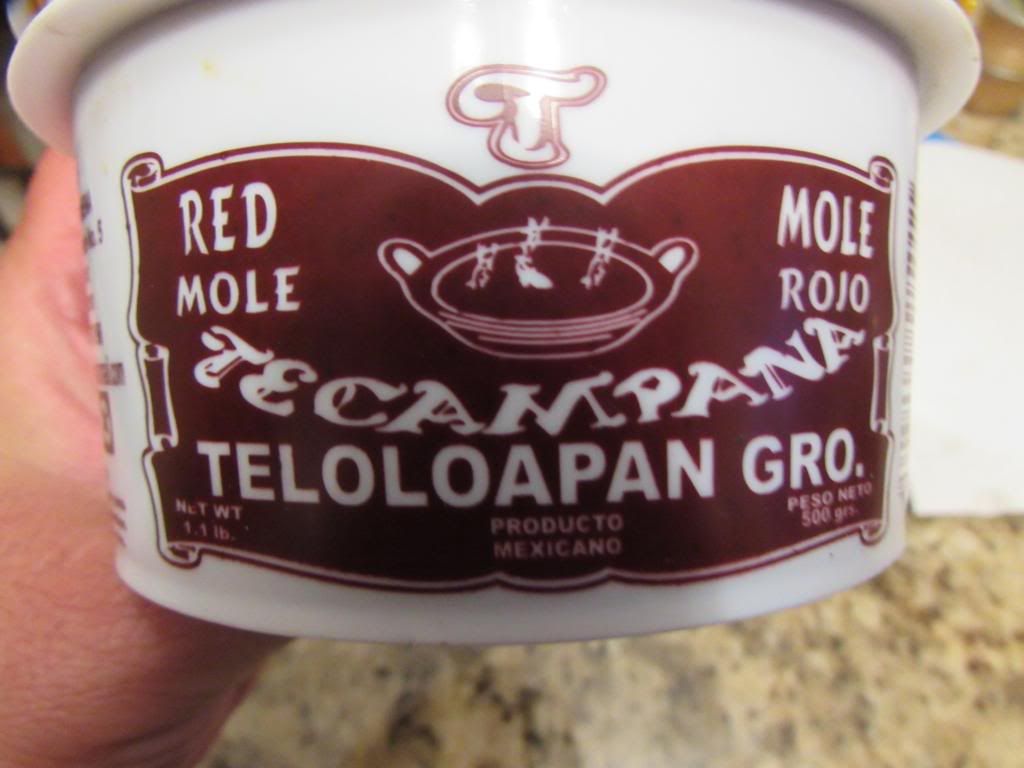 T
RED
MOLE
MOLE
ROJO
TECAMPANA
TELOLOAPAN GRO.
NET WT
1.1 lb.
PRODUCTO
MEXICANO
PESO NETO
500 grs.